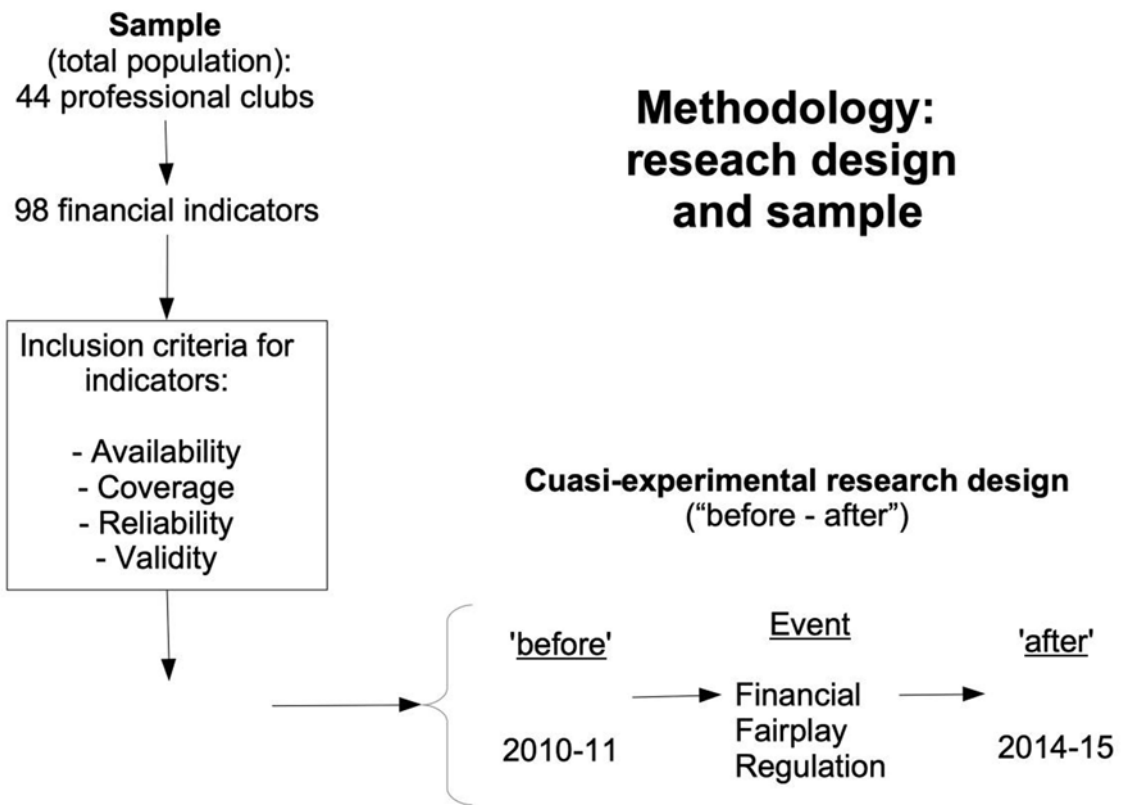 Sample
(total population):
44 professional clubs
98 financial indicators
Inclusion criteria for
indicators:
- Availability
- Coverage
- Reliability
- Validity
Methodology:
reseach design
and sample
Cuasi-experimental research design
(“before - after”)
'before'
2010-11
Event
Financial
Fairplay
Regulation
'after'
2014-15